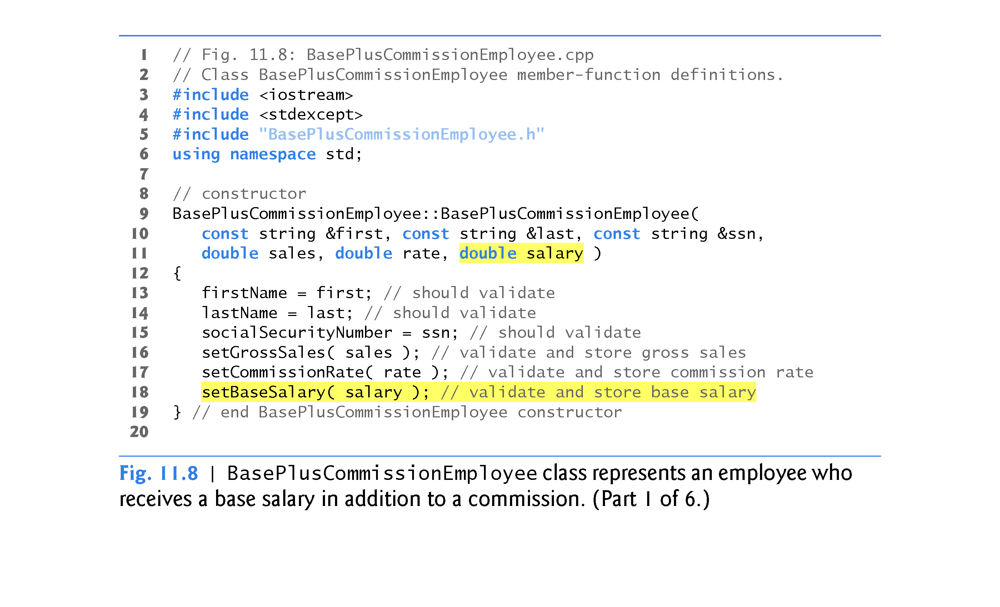 1 // Fig. 11.8: BasePlusCommissionEmployee.cpp
2 // Class BasePlusCommissionEmployee member-function definitions.
3 #include <iostream>
4 #include <stdexcept>
5 #include "BasePlusCommissionEmployee.h"
6 using namespace std;
7
8 // constructor
9 BasePlusCommissionEmployee::BasePlusCommissionEmployee(
10 const string &first, const string &last, const string &ssn,
11 double sales, double rate, double salary )
12 {
13 firstName = first; // should validate
14 lastName = last; // should validate
15 socialSecurityNumber = ssn; // should validate
16 setGrossSales( sales ); // validate and store gross sales
17 setCommissionRate( rate ); // validate and store commission rate
18 setBaseSalary( salary ); // validate and store base salary
19 } // end BasePlusCommissionEmployee constructor
20
Fig. 11.8 | BasePlusCommissionEmployee class represents an employee who
receives a base salary in addition to a commission. (Part 1 of 6.)